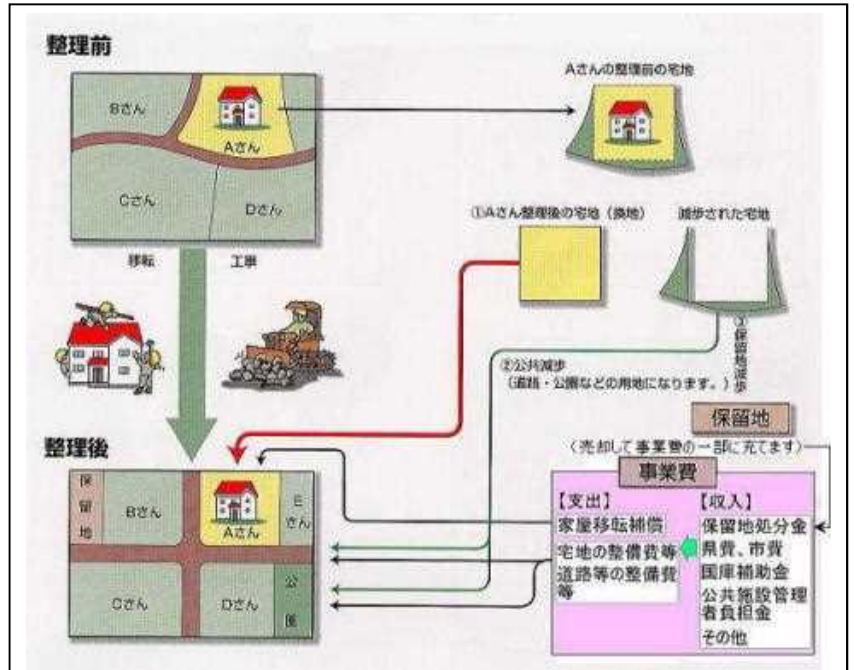 整理前
Aさんの整理前の宅地
Bさん
Aさん
Cさん
Dさん
①Aさん整理後の宅地（換地）
減歩された宅地
移転
工事
③保留地減歩
②公共減歩
（道路・公園などの用地になります。）
保留地
〈売却して事業費の一部に充てます〉
整理後
事業費
保留地
Bさん
Aさん
Eさん
Cさん
Dさん
公園
【支出】
家屋移転補償
宅地の整備費等
道路等の整備費
等
【収入】
保留地処分金
県費、市費
国庫補助金
公共施設管理
者負担金
その他